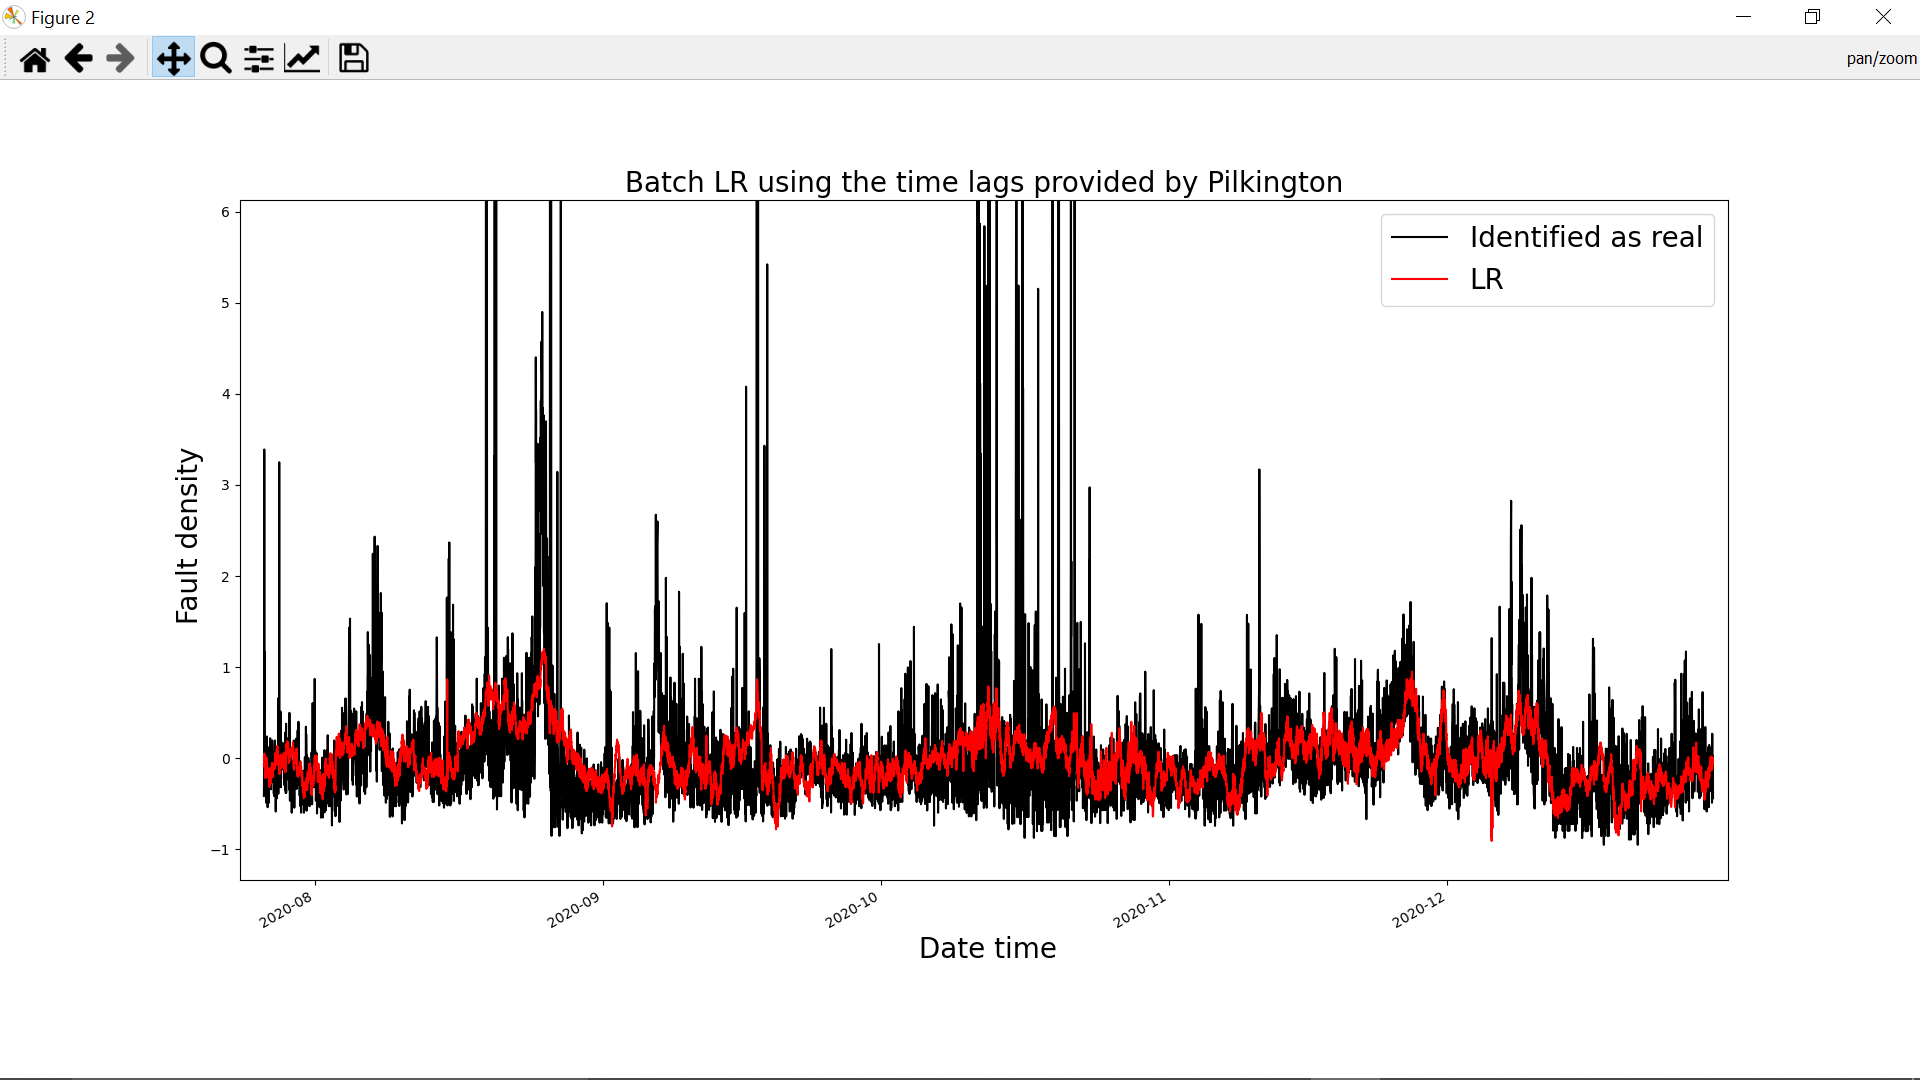 Figure 2
pan/zoom
Batch LR using the time lags provided by Pilkington
Identified as real
LR
6
5
4
3
2
1
0
−1
Fault density
2020-08
2020-09
2020-10
2020-11
2020-12
Date time